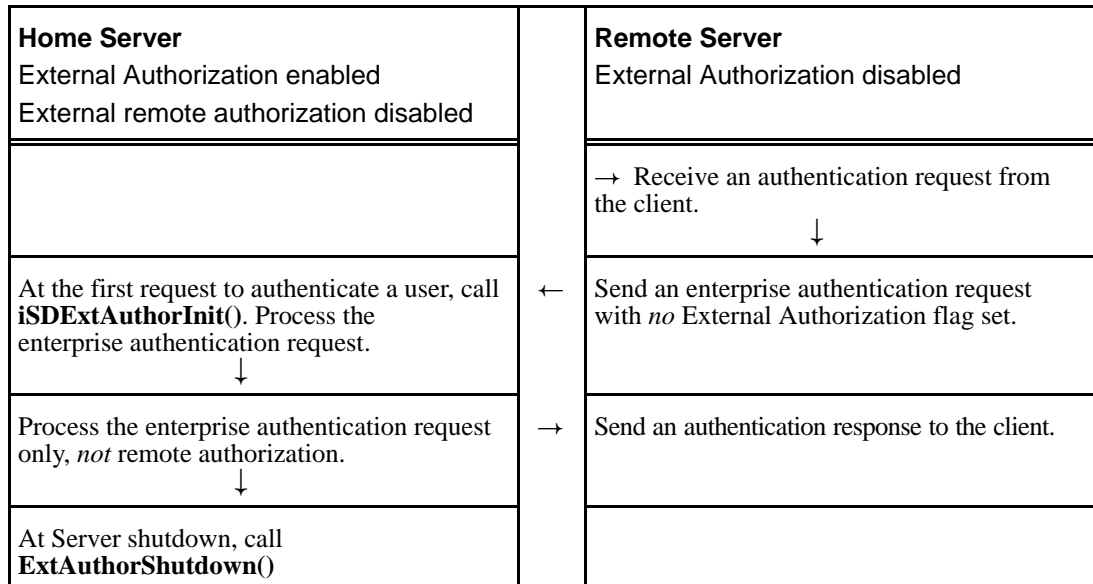 Home Server
External Authorization enabled
External remote authorization disabled
Remote Server
External Authorization disabled
→ Receive an authentication request from
the client.
↓
At the first request to authenticate a user, call
iSDExtAuthorInit(). Process the
enterprise authentication request.
↓
←
Send an enterprise authentication request
with no External Authorization flag set.
Process the enterprise authentication request
only, not remote authorization.
↓
→
Send an authentication response to the client.
At Server shutdown, call
ExtAuthorShutdown()